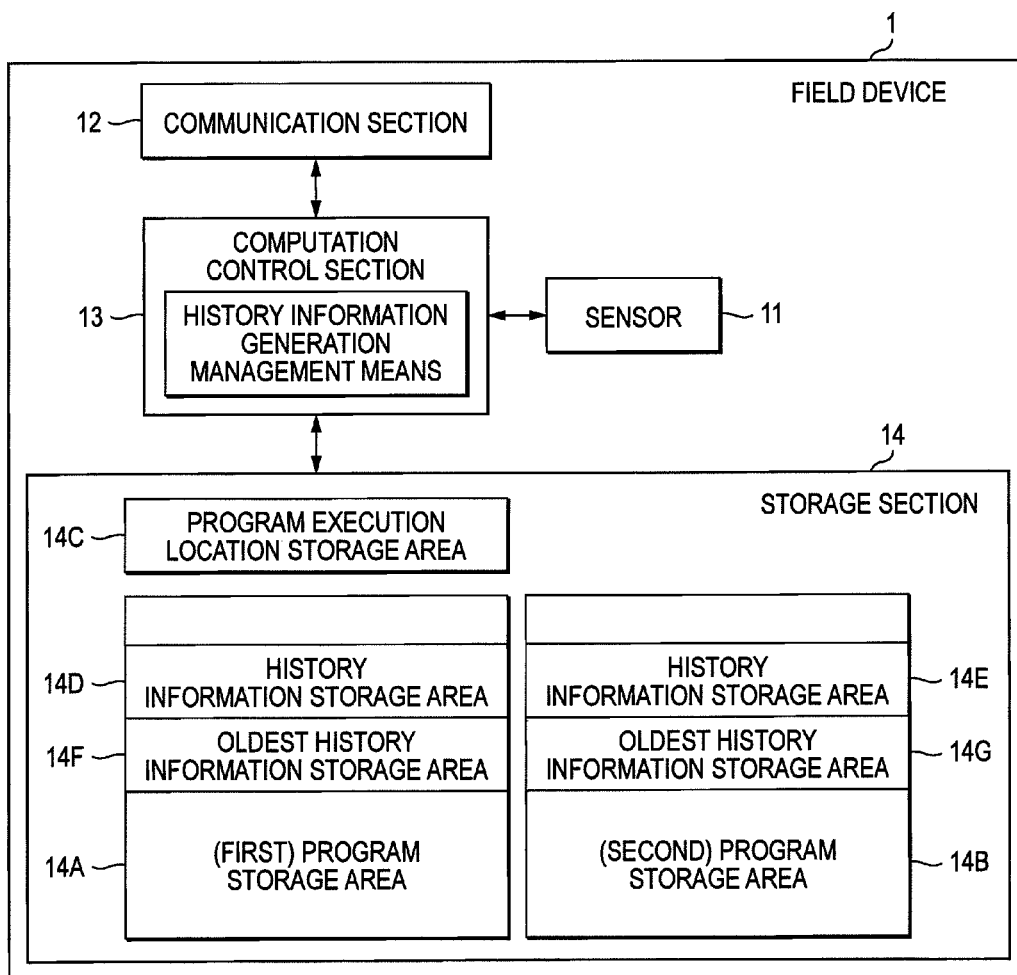 1
FIELD DEVICE
12
COMMUNICATION SECTION
COMPUTATION
CONTROL SECTION
13
HISTORY INFORMATION
GENERATION
MANAGEMENT MEANS
SENSOR
11
14
STORAGE SECTION
14C
PROGRAM EXECUTION
LOCATION STORAGE AREA
14D
HISTORY
INFORMATION STORAGE AREA
HISTORY
INFORMATION STORAGE AREA
14E
14F
OLDEST HISTORY
INFORMATION STORAGE AREA
OLDEST HISTORY
INFORMATION STORAGE AREA
14G
14A
(FIRST) PROGRAM
STORAGE AREA
(SECOND) PROGRAM
STORAGE AREA
14B